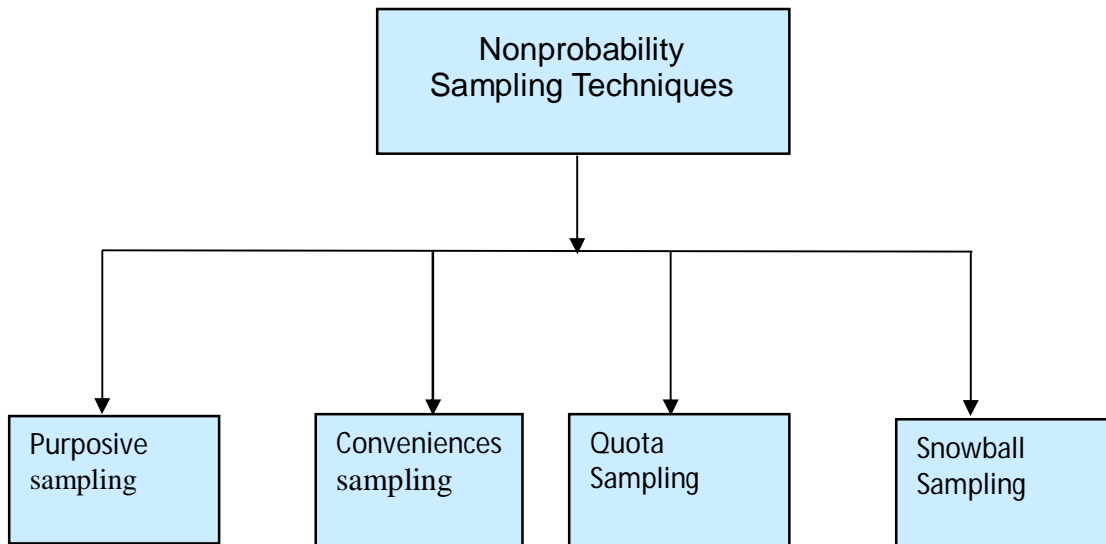 Nonprobability
Sampling Techniques
Purposive
sampling
Conveniences
sampling
Quota
Sampling
Snowball
Sampling